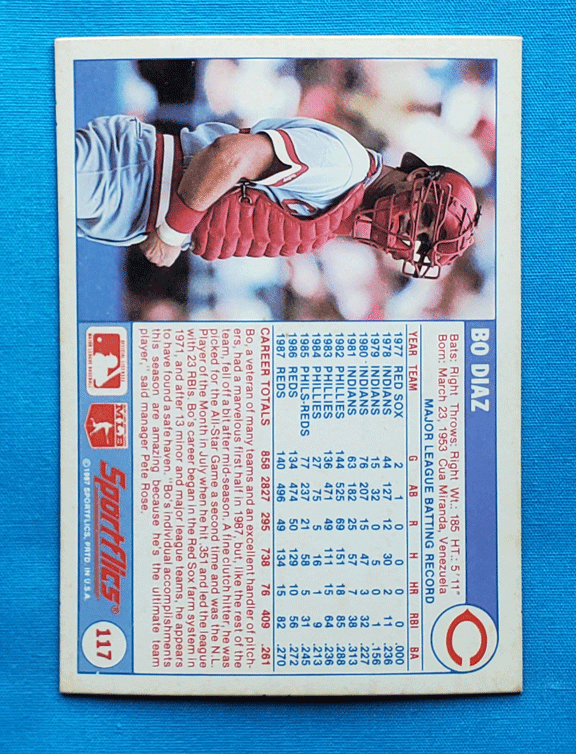 BO DIAZ
Bats: Right Throws: Right Wt.: 185 HT.: 5'11"
Born: March 23, 1953 Cua Miranda, Venezuela
MAJOR LEAGUE BATTING RECORD
YEAR TEAM G AB R H HR RBI BA
1977 RED SOX 2 1 0 0 0 0 .000
1978 INDIANS 44 127 12 30 2 11 .236
1979 INDIANS 15 32 0 5 0 1 .156
1980 INDIANS 76 207 15 47 3 32 .227
1981 INDIANS 63 182 25 57 7 38 .313
1982 PHILLIES 144 525 69 151 18 85 .288
1983 PHILLIES 136 471 49 111 15 64 .236
1984 PHILLIES 27 75 5 16 1 9 .213
1985 PHILS-REDS 77 237 21 58 5 31 .245
1986 REDS 134 474 50 129 10 56 .272
1987 REDS 140 496 49 134 15 82 .270
CAREER TOTALS 858 2827 295 738 76 409 .261
Bo, a veteran of many teams and an excellent handler of pitch-
ers, had a marvelous first half in 1987, but, like the rest of the
team, fell off a bit after mid-season. A fine clutch hitter, he was
picked for the All-Star Game a second time and was the N.L.
Player of the Month in July when he hit .351 and led the league
with 23 RBIs. Bo's career began in the Red Sox farm system in
1971, and after 13 minor and major league teams, he appears
to have found a safe haven. "Bo's individual accomplishments
this season are amazing, because he's the ultimate team
player," said manager Pete Rose.
MLB
Sportflics®
©1987 SPORTFLICS, PRTD. IN U.S.A.
117